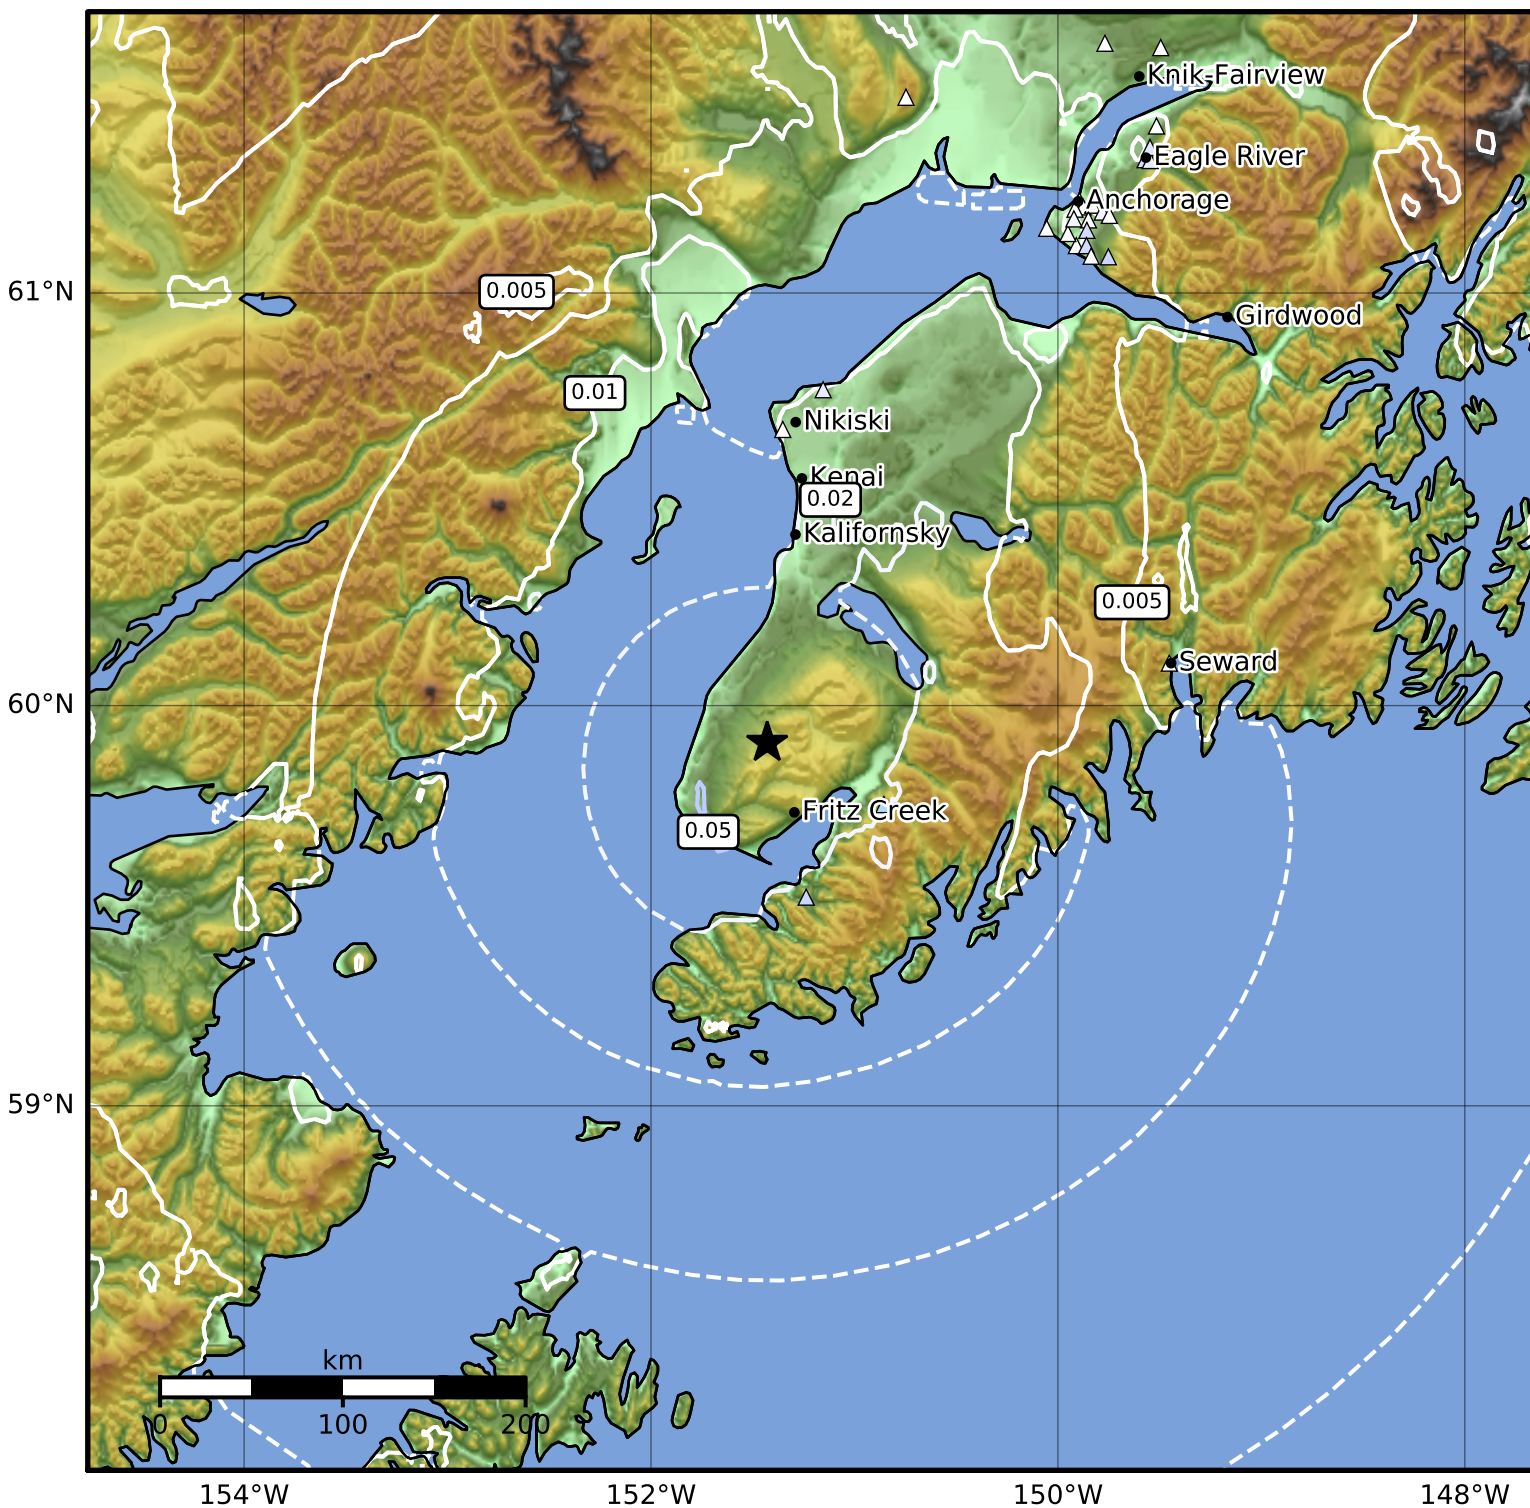 Knik-Fairview
Eagle River
Anchorage
61°N
0.005
Girdwood
0.01
Nikiski
Kenai
0.02
Kalifornsky
0.005
Seward
60°N
Fritz Creek
0.05
59°N
km
0 100 200
154°W 152°W 150°W 148°W